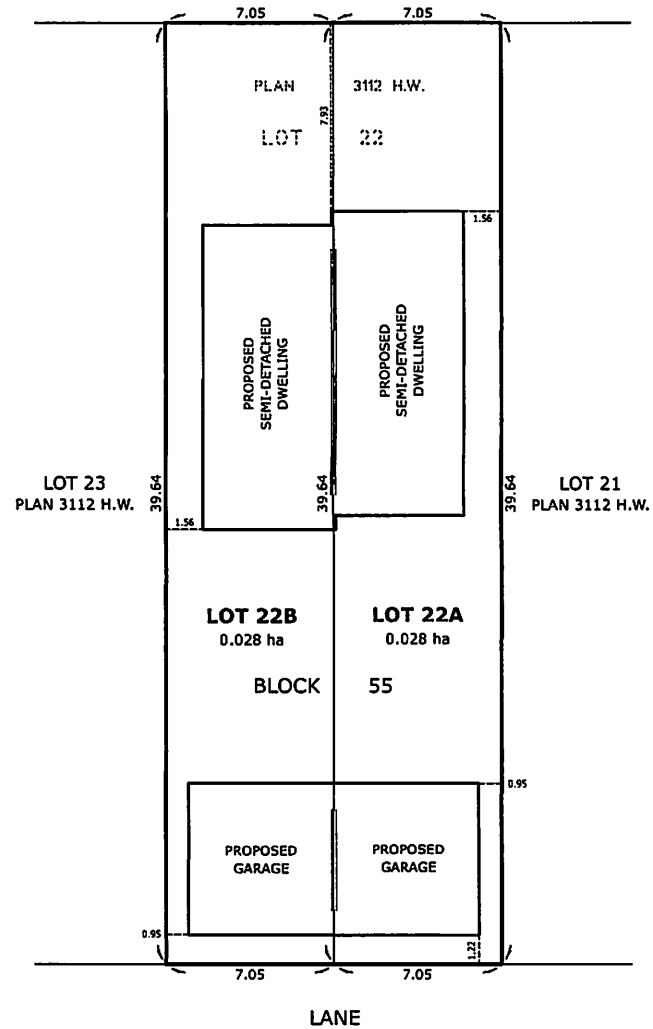 7.05 7.05
PLAN 3112 H.W.
7.93
LOT 22
1.56
PROPOSED
SEMI-DETACHED
DWELLING
PROPOSED
SEMI-DETACHED
DWELLING
LOT 23
PLAN 3112 H.W.
39.64
39.64
39.64
LOT 21
PLAN 3112 H.W.
1.56
LOT 22B
0.028 ha
LOT 22A
0.028 ha
BLOCK 55
0.95
PROPOSED
GARAGE
PROPOSED
GARAGE
0.95
1.22
7.05 7.05
LANE